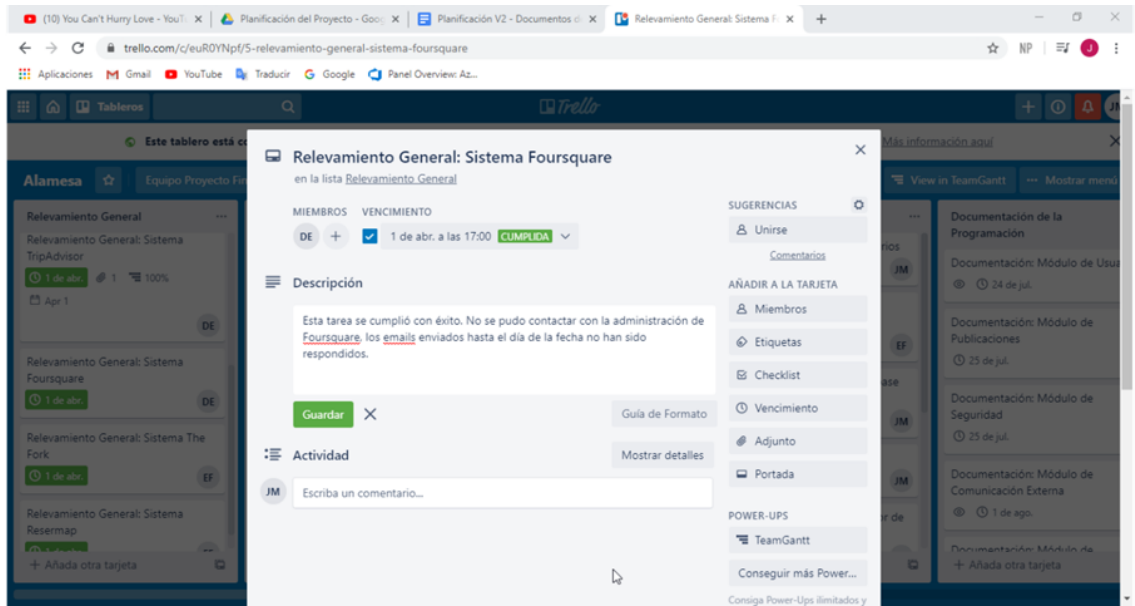 (10) You Can't Hurry Love - YouT
Planificación del Proyecto - Goog
Planificación V2 - Documentos d
Relevamiento General: Sistema F
trello.com/c/euR0YNpf/5-relevamiento-general-sistema-foursquare
NP
J
Aplicaciones Gmail YouTube Traducir Google Panel Overview: Az...
Tableros
Trello
JM
Este tablero está co
Más información aquí
Alamesa
Equipo Proyecto Fin
View in TeamGantt
Mostrar menú
Relevamiento General
Relevamiento General: Sistema
TripAdvisor
1 de abr. 1 100%
Apr 1
DE
Relevamiento General: Sistema
Foursquare
1 de abr. DE
Relevamiento General: Sistema The
Fork
1 de abr. EF
Relevamiento General: Sistema
Resermap
+ Añada otra tarjeta
Relevamiento General: Sistema Foursquare
en la lista Relevamiento General
MIEMBROS VENCIMIENTO
DE + 1 de abr. a las 17:00 CUMPLIDA
Descripción
Esta tarea se cumplió con éxito. No se pudo contactar con la administración de
Foursquare, los emails enviados hasta el día de la fecha no han sido
respondidos.
Guardar
Guía de Formato
Actividad
Mostrar detalles
JM Escriba un comentario...
SUGERENCIAS
Unirse
Comentarios
AÑADIR A LA TARJETA
Miembros
Etiquetas
Checklist
Vencimiento
Adjunto
Portada
POWER-UPS
TeamGantt
Conseguir más Power...
Consiga Power-Ups ilimitados y
rios
JM
EF
ase
JM
JM
or de
Documentación de la
Programación
Documentación: Módulo de Usua
24 de jul.
Documentación: Módulo de
Publicaciones
25 de jul.
Documentación: Módulo de
Seguridad
25 de jul.
Documentación: Módulo de
Comunicación Externa
1 de ago.
Documentación: Módulo de
+ Añada otra tarjeta